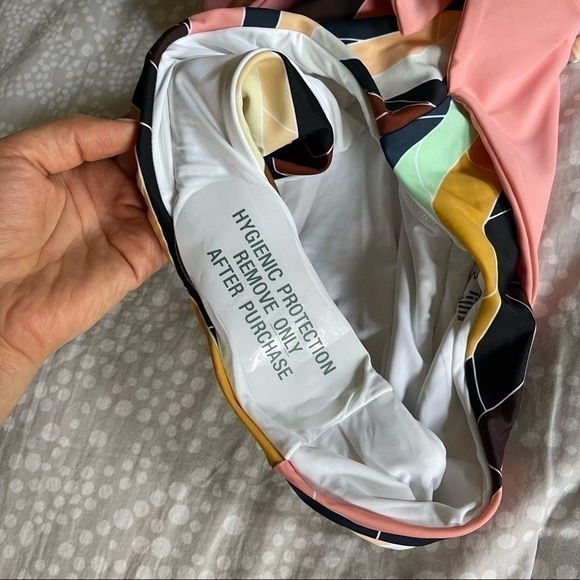 HYGIENIC PROTECTION
REMOVE ONLY
AFTER PURCHASE